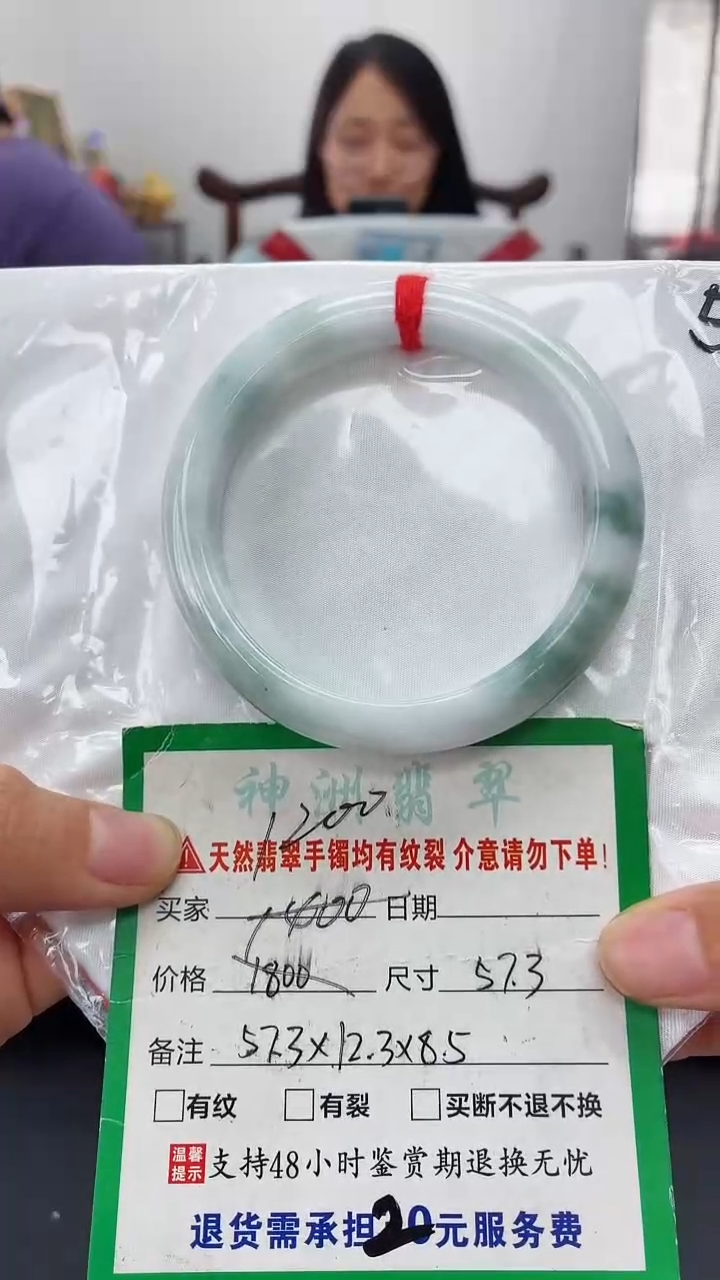 5
神洲翡翠
1200
天然翡翠手镯均有纹裂 介意请勿下单!
买家 1400 日期
价格 1800 尺寸 57.3
备注 57.3×12.3×8.5
□有纹 □有裂 □买断不退不换
温馨提示 支持48小时鉴赏期退换无忧
退货需承担20元服务费